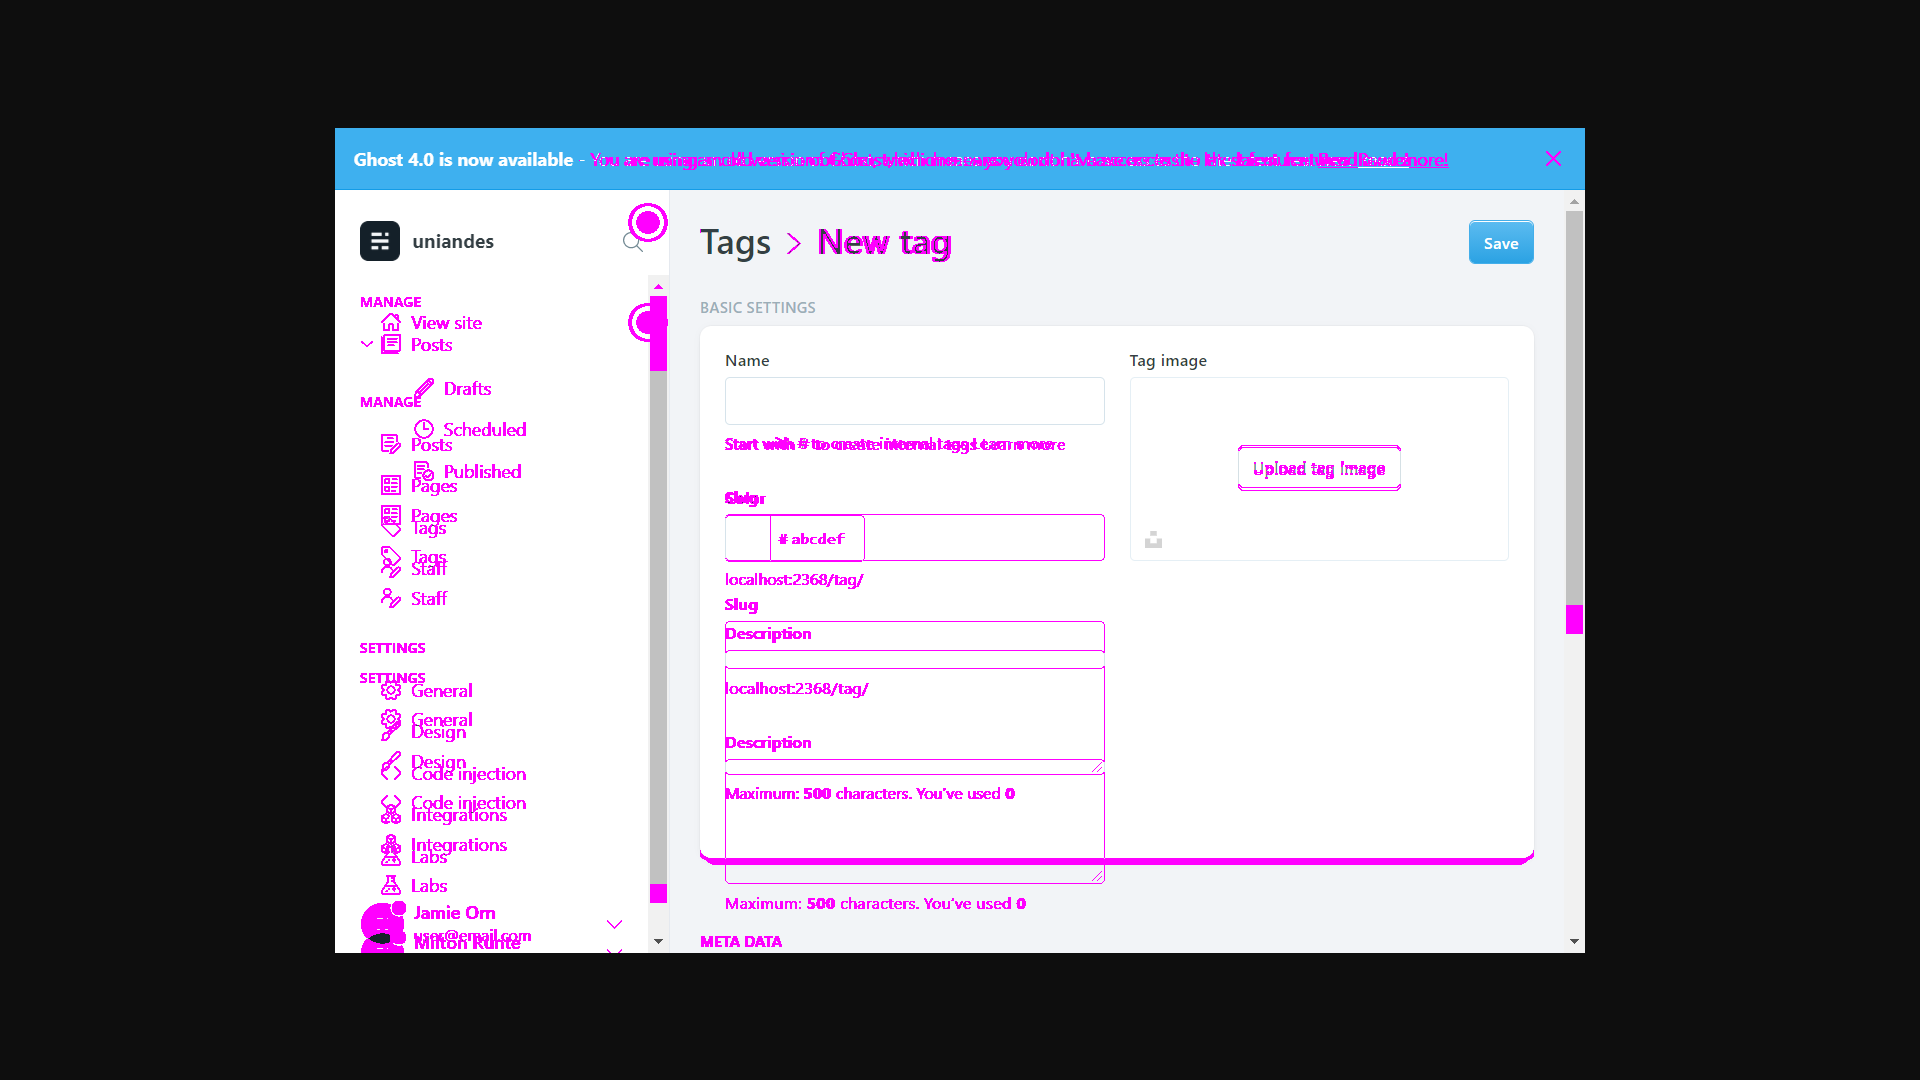 Ghost 4.0 is now available -
uniandes
MANAGE
View site
Posts
Drafts
MANAGE
Scheduled
Posts
Published
Pages
Pages
Tags
Tags
Staff
Staff
SETTINGS
SETTINGS
General
General
Design
Design
Code injection
Code injection
Integrations
Integrations
Labs
Labs
Jamie Orn
user@email.com
Milton Runte
Tags > New tag
Save
BASIC SETTINGS
Name
Start with # to create internal tags Learn more
Slug
# abcdef
localhost:2368/tag/
Slug
Description
localhost:2368/tag/
Description
Maximum: 500 characters. You've used 0
Maximum: 500 characters. You've used 0
META DATA
Tag image
Upload tag image